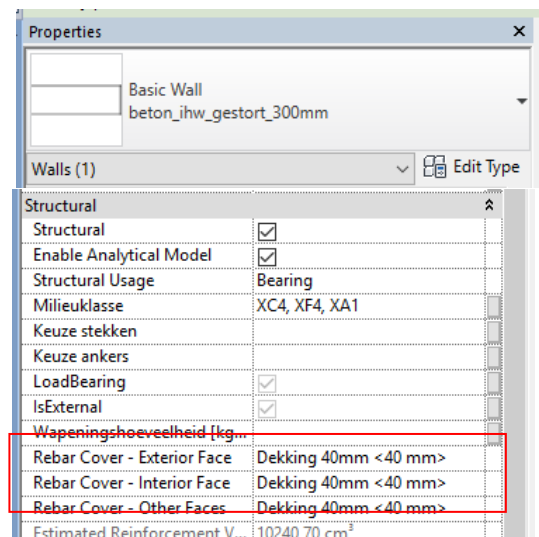 Properties
Basic Wall
beton_ihw_gestort_300mm
Walls (1) Edit Type
Structural
Structural
Enable Analytical Model
Structural Usage Bearing
Milieuklasse XC4, XF4, XA1
Keuze stekken
Keuze ankers
LoadBearing
IsExternal
Wapeningshoeveelheid [kg...
Rebar Cover - Exterior Face Dekking 40mm <40 mm>
Rebar Cover - Interior Face Dekking 40mm <40 mm>
Rebar Cover - Other Faces Dekking 40mm <40 mm>
Estimated Reinforcement V... 10240.70 cm³